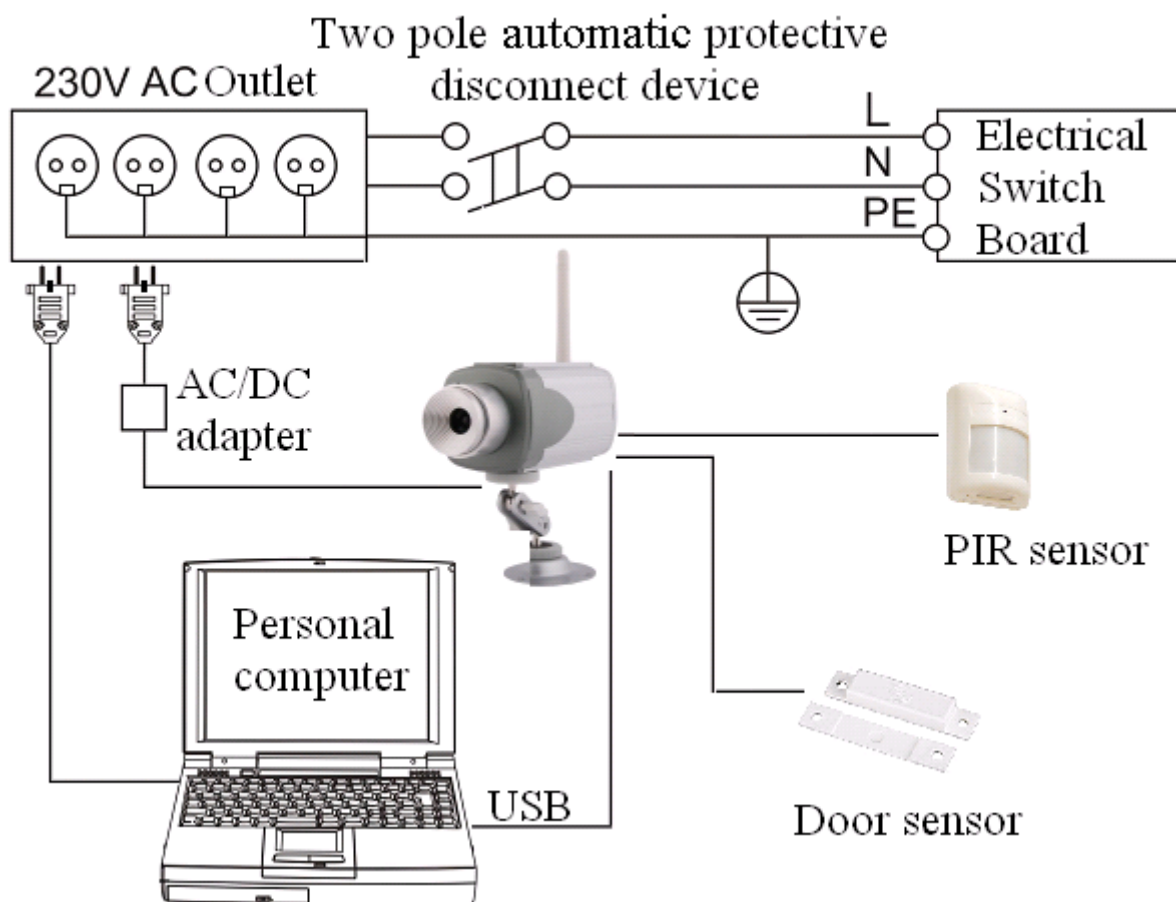 Two pole automatic protective
disconnect device
230V AC Outlet
L
N
PE
Electrical
Switch
Board
AC/DC
adapter
PIR sensor
Personal
computer
USB
Door sensor